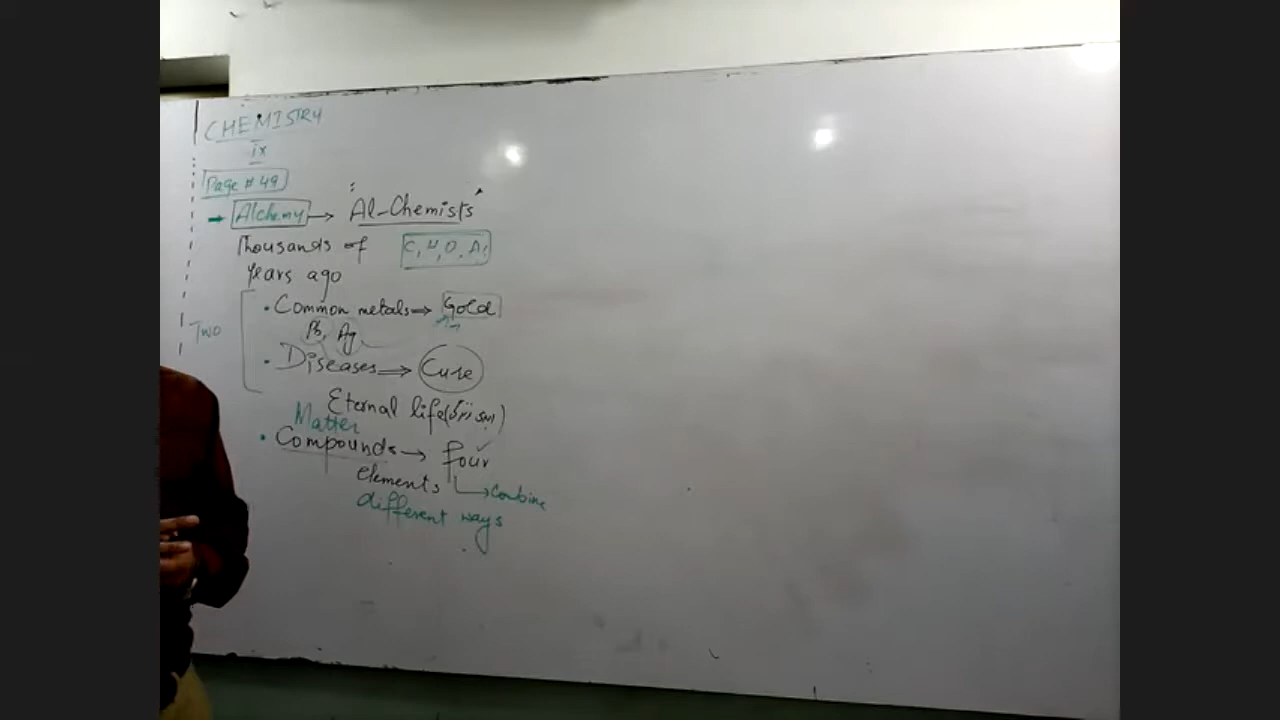 CHEMISTRY
ix
Page # 49
→ Alchemy → "Al-Chemists"
Thousands of
years ago
C, H, O,
Two
• Common metals ⇒ Gold
Pb, Ag
• Diseases ⇒ Cure
Eternal life
Matter
• Compounds → four
elements → Combine
different ways